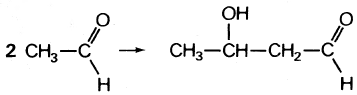 OH
O O
2 CH₃—C → CH₃—CH—CH₂—C
H H